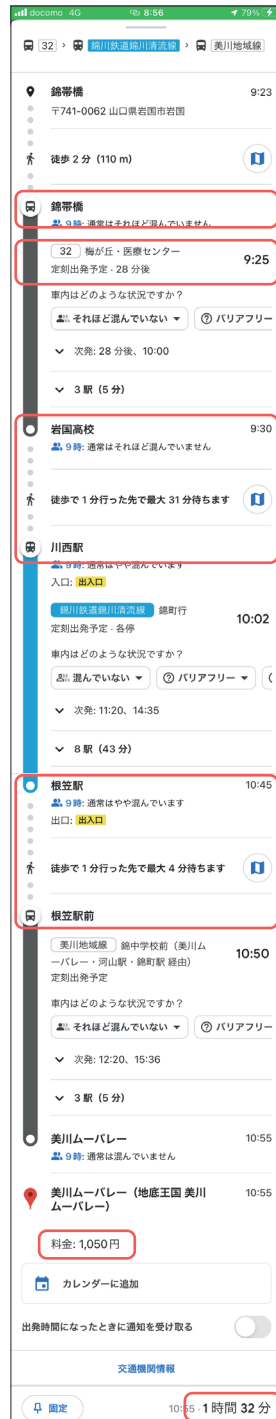 docomo 4G 8:56 79%
32 › 錦川鉄道錦川清流線 › 美川地域線
錦帯橋 9:23
〒741-0062 山口県岩国市岩国
徒歩 2 分（110 m）
錦帯橋
9 時: 通常はそれほど混んでいません
32 梅が丘・医療センター 9:25
定刻出発予定 · 28 分後
車内はどのような状況ですか？
それほど混んでいない バリアフリー
次発: 28 分後、10:00
3 駅（5 分）
岩国高校 9:30
9 時: 通常はそれほど混んでいません
徒歩で 1 分行った先で最大 31 分待ちます
川西駅
9 時: 通常はやや混んでいます
入口: 出入口
錦川鉄道錦川清流線 錦町行 10:02
定刻出発予定 · 各停
車内はどのような状況ですか？
混んでいない バリアフリー
次発: 11:20、14:35
8 駅（43 分）
根笠駅 10:45
9 時: 通常はやや混んでいます
出口: 出入口
徒歩で 1 分行った先で最大 4 分待ちます
根笠駅前
美川地域線 錦中学校前（美川ム
ーバレー・河山駅・錦町駅 経由） 10:50
定刻出発予定
車内はどのような状況ですか？
それほど混んでいない バリアフリー
次発: 12:20、15:36
3 駅（5 分）
美川ムーバレー 10:55
9 時: 通常は混んでいません
美川ムーバレー（地底王国 美川 10:55
ムーバレー）
料金: 1,050 円
カレンダーに追加
出発時間になったときに通知を受け取る
交通機関情報
固定 10:55 · 1 時間 32 分